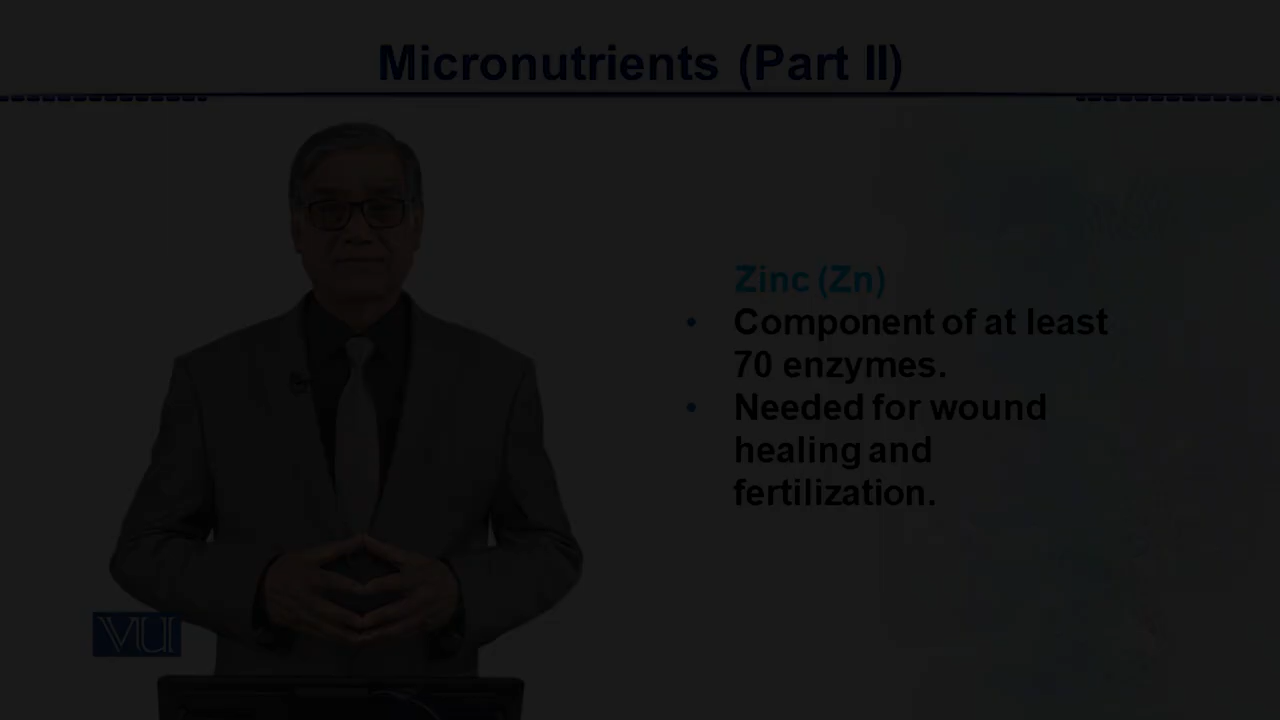 Micronutrients (Part II)
Zinc (Zn)
• Component of at least
70 enzymes.
• Needed for wound
healing and
fertilization.
VU